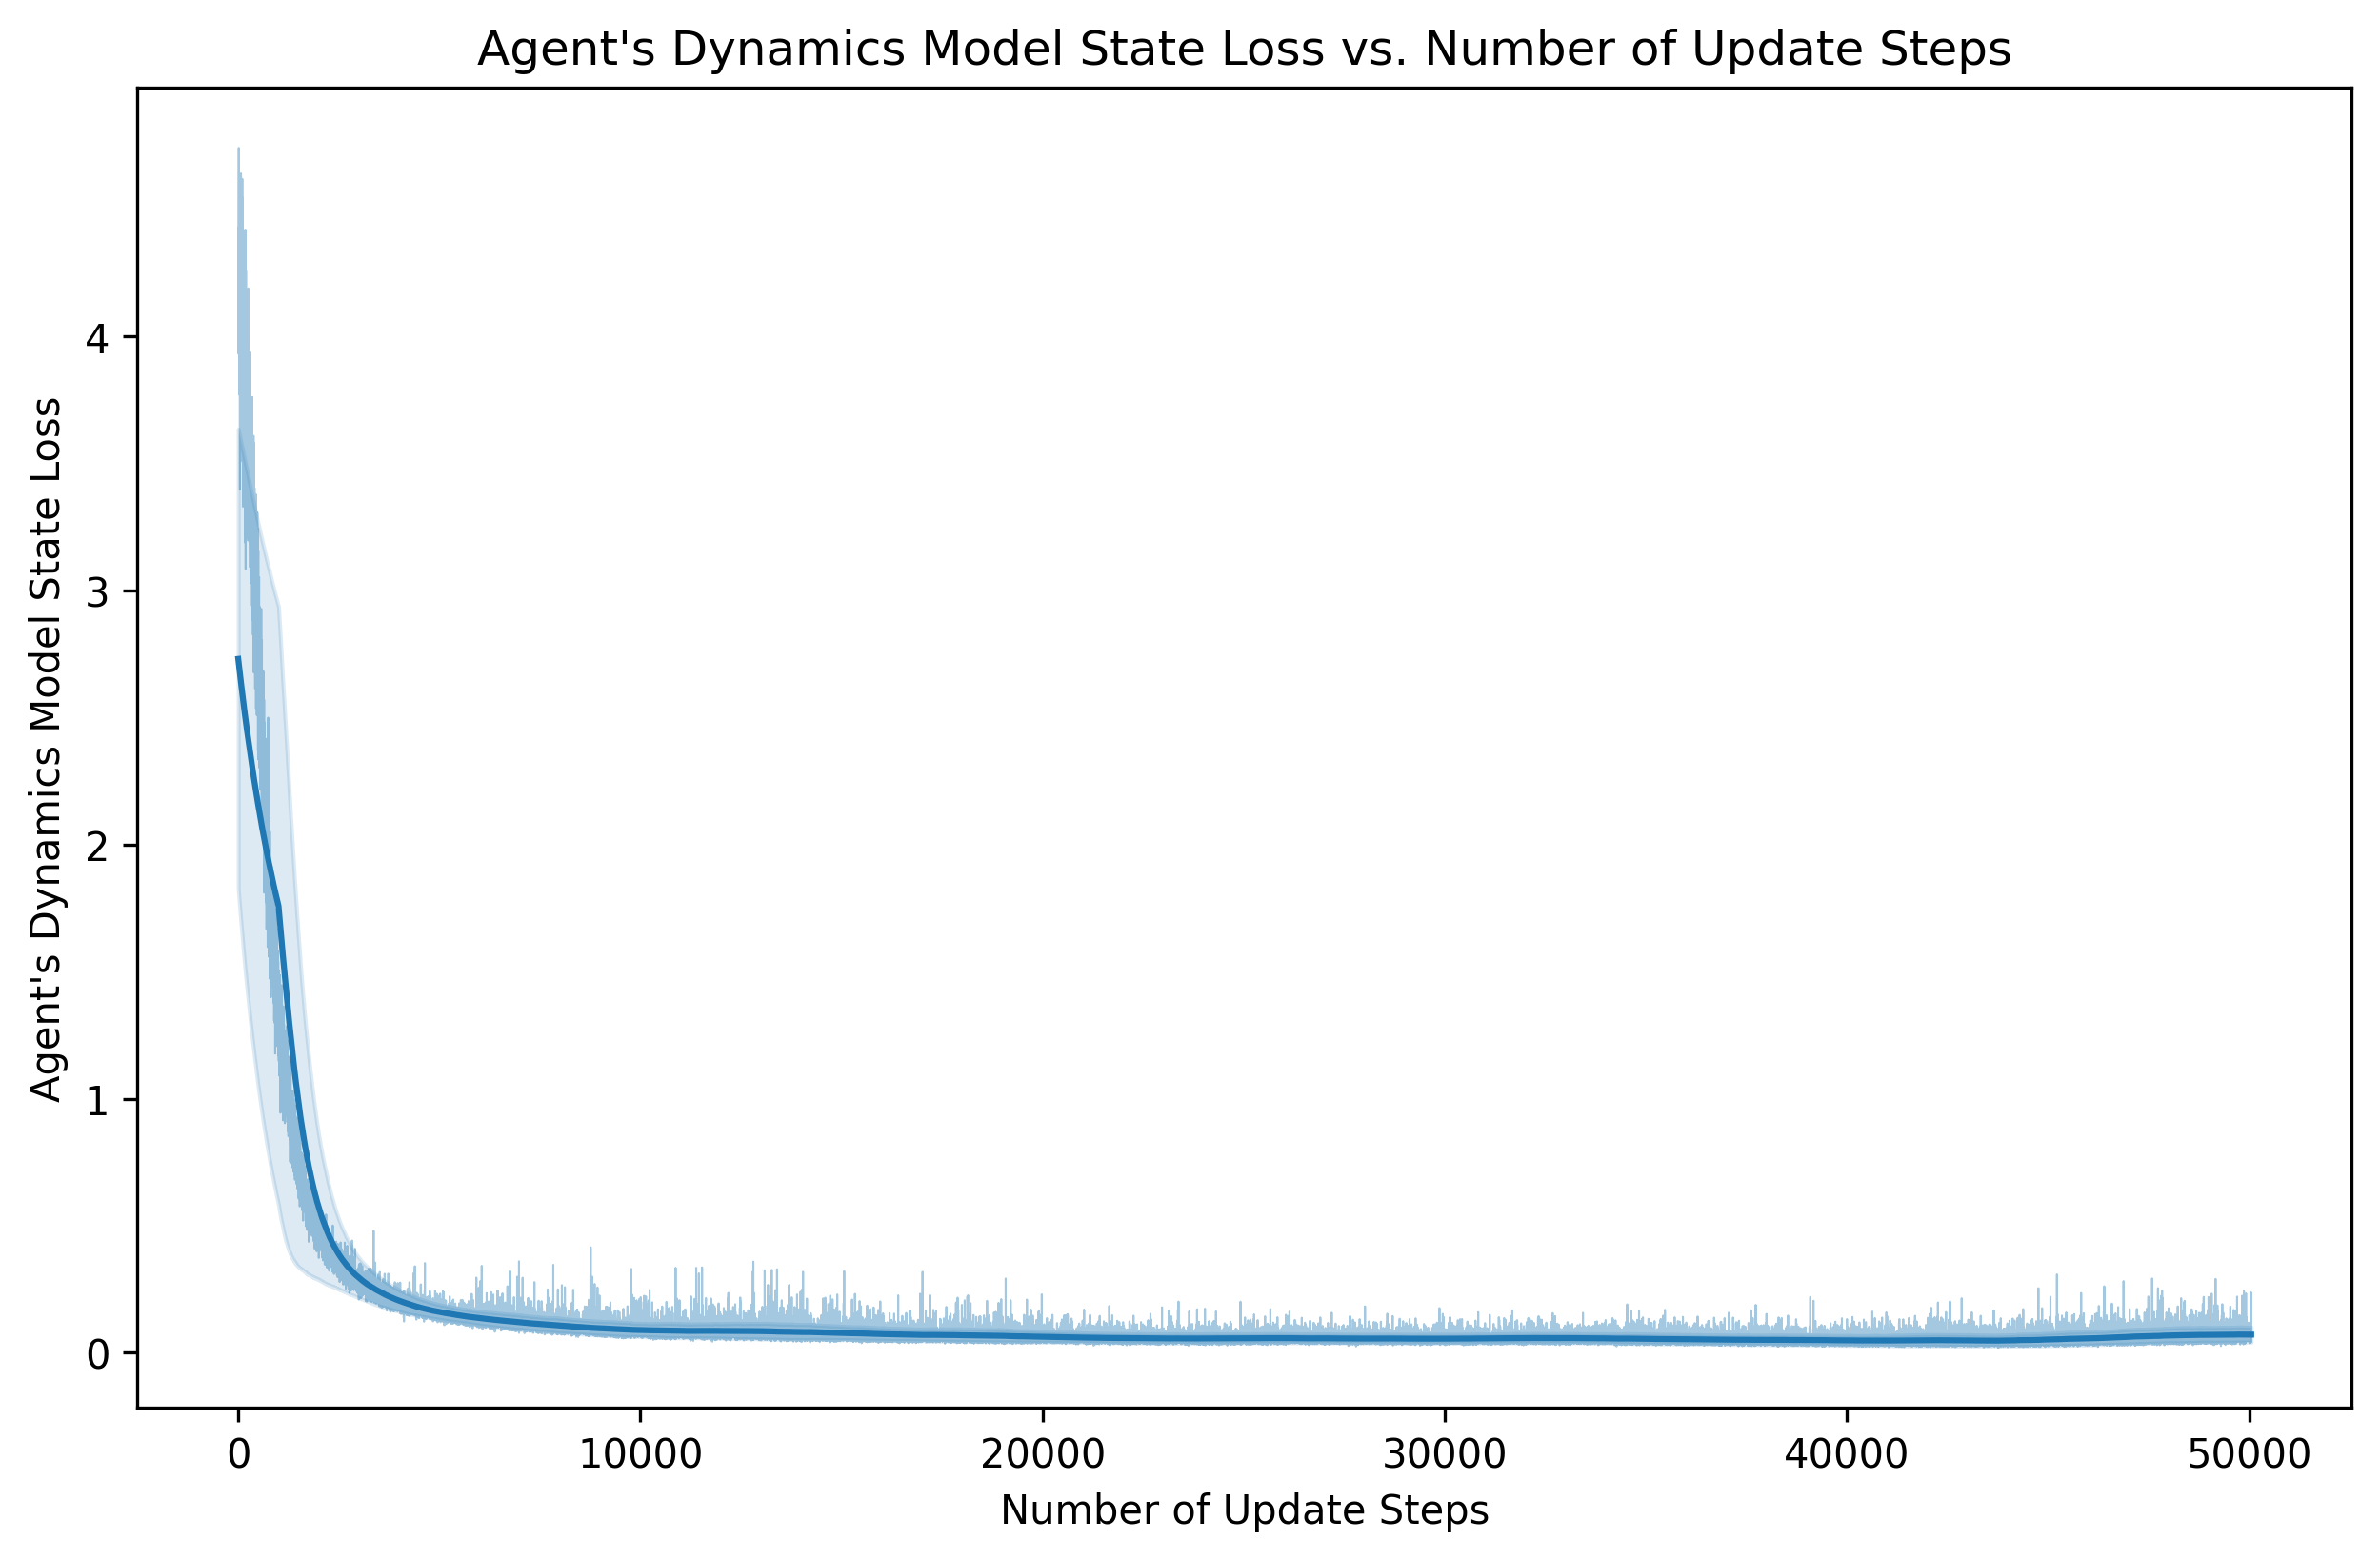 Agent's Dynamics Model State Loss vs. Number of Update Steps
Agent's Dynamics Model State Loss
4
3
2
1
0
0 10000 20000 30000 40000 50000
Number of Update Steps